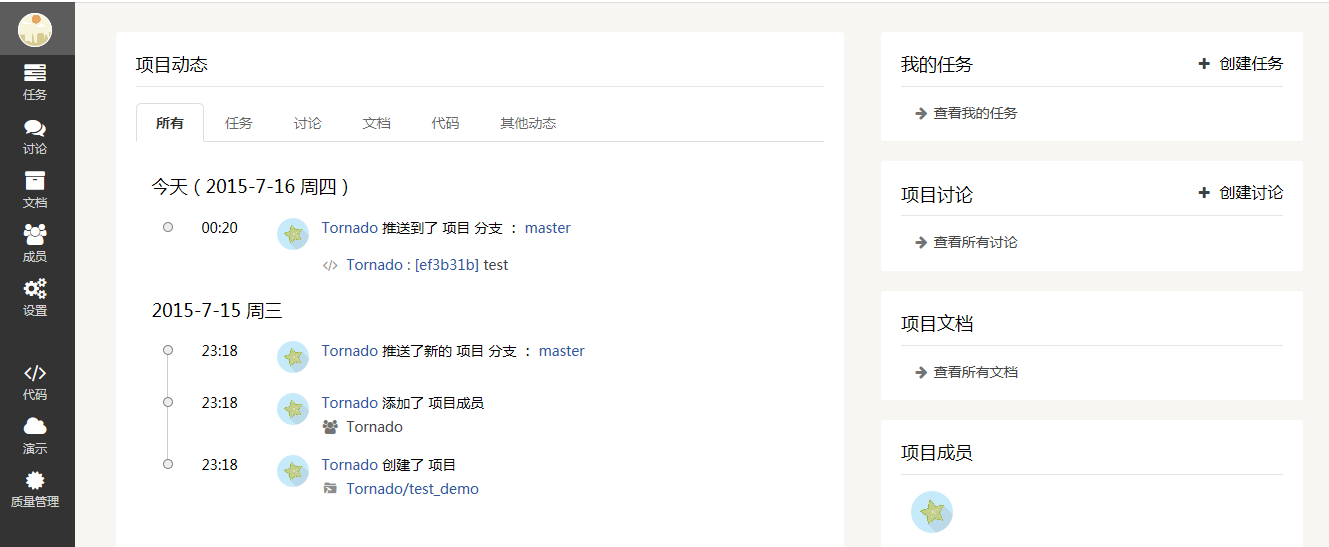 任务
讨论
文档
成员
设置
代码
演示
质量管理
项目动态
所有 任务 讨论 文档 代码 其他动态
今天 ( 2015-7-16 周四 )
00:20 Tornado 推送到了 项目 分支 : master
Tornado : [ef3b31b] test
2015-7-15 周三
23:18 Tornado 推送了新的 项目 分支 : master
23:18 Tornado 添加了 项目成员
Tornado
23:18 Tornado 创建了 项目
Tornado/test_demo
我的任务 + 创建任务
查看我的任务
项目讨论 + 创建讨论
查看所有讨论
项目文档
查看所有文档
项目成员